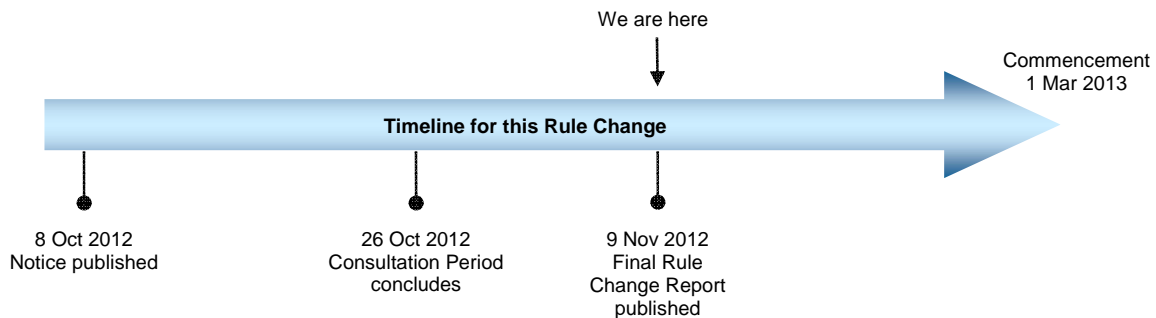 We are here
Commencement
1 Mar 2013
Timeline for this Rule Change
8 Oct 2012
Notice published
26 Oct 2012
Consultation Period
concludes
9 Nov 2012
Final Rule
Change Report
published